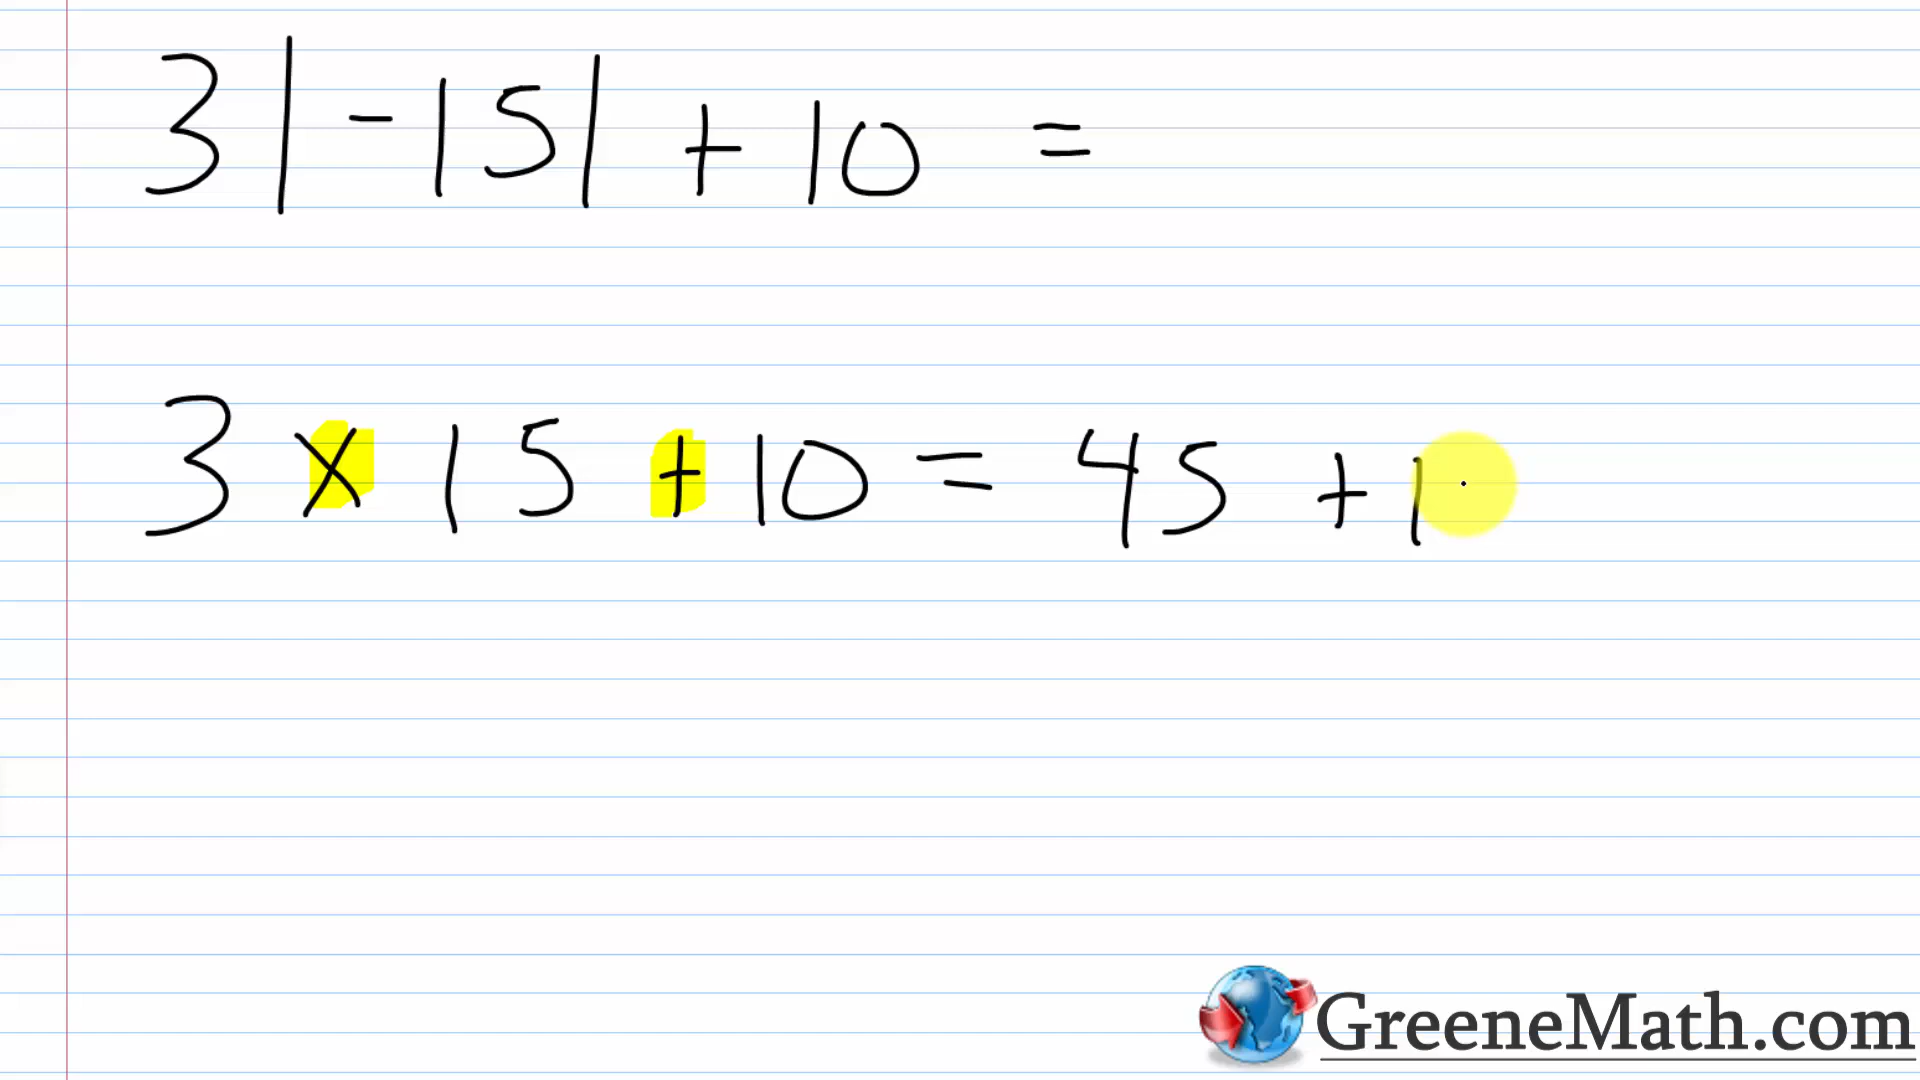 3|-15| + 10 =
3 x 15 + 10 = 45 + 1
GreeneMath.com